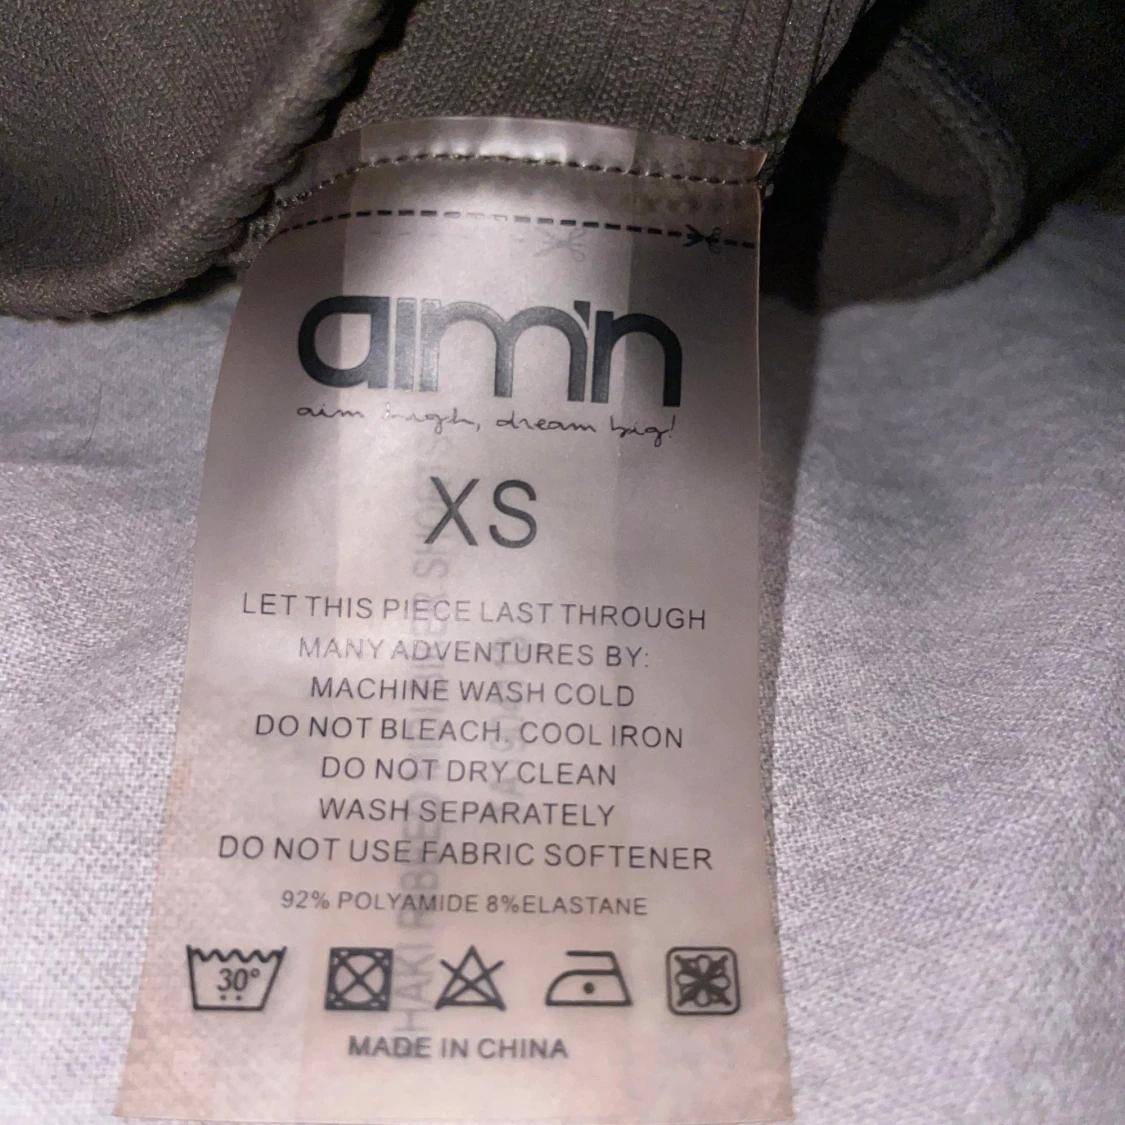 aim'n
aim high, dream big!
XS
LET THIS PIECE LAST THROUGH
MANY ADVENTURES BY:
MACHINE WASH COLD
DO NOT BLEACH. COOL IRON
DO NOT DRY CLEAN
WASH SEPARATELY
DO NOT USE FABRIC SOFTENER
92% POLYAMIDE 8%ELASTANE
30°
MADE IN CHINA